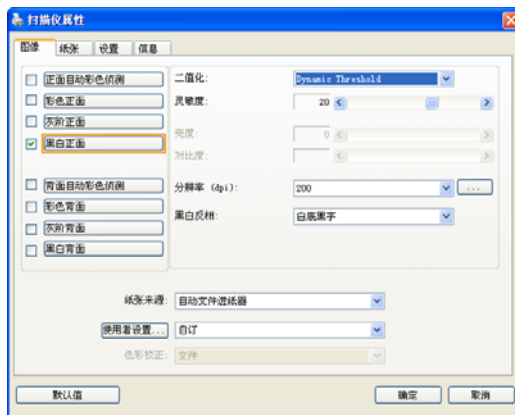 扫描仪属性
图像 纸张 设置 信息
正面自动彩色侦测
彩色正面
灰阶正面
黑白正面
背面自动彩色侦测
彩色背面
灰阶背面
黑白背面
二值化: Dynamic Threshold
灵敏度: 20
亮度: 0
对比度:
分辨率 (dpi): 200 ...
黑白反相: 白底黑字
纸张来源: 自动文件进纸器
使用者设置... 自订
色彩校正: 文件
默认值 确定 取消